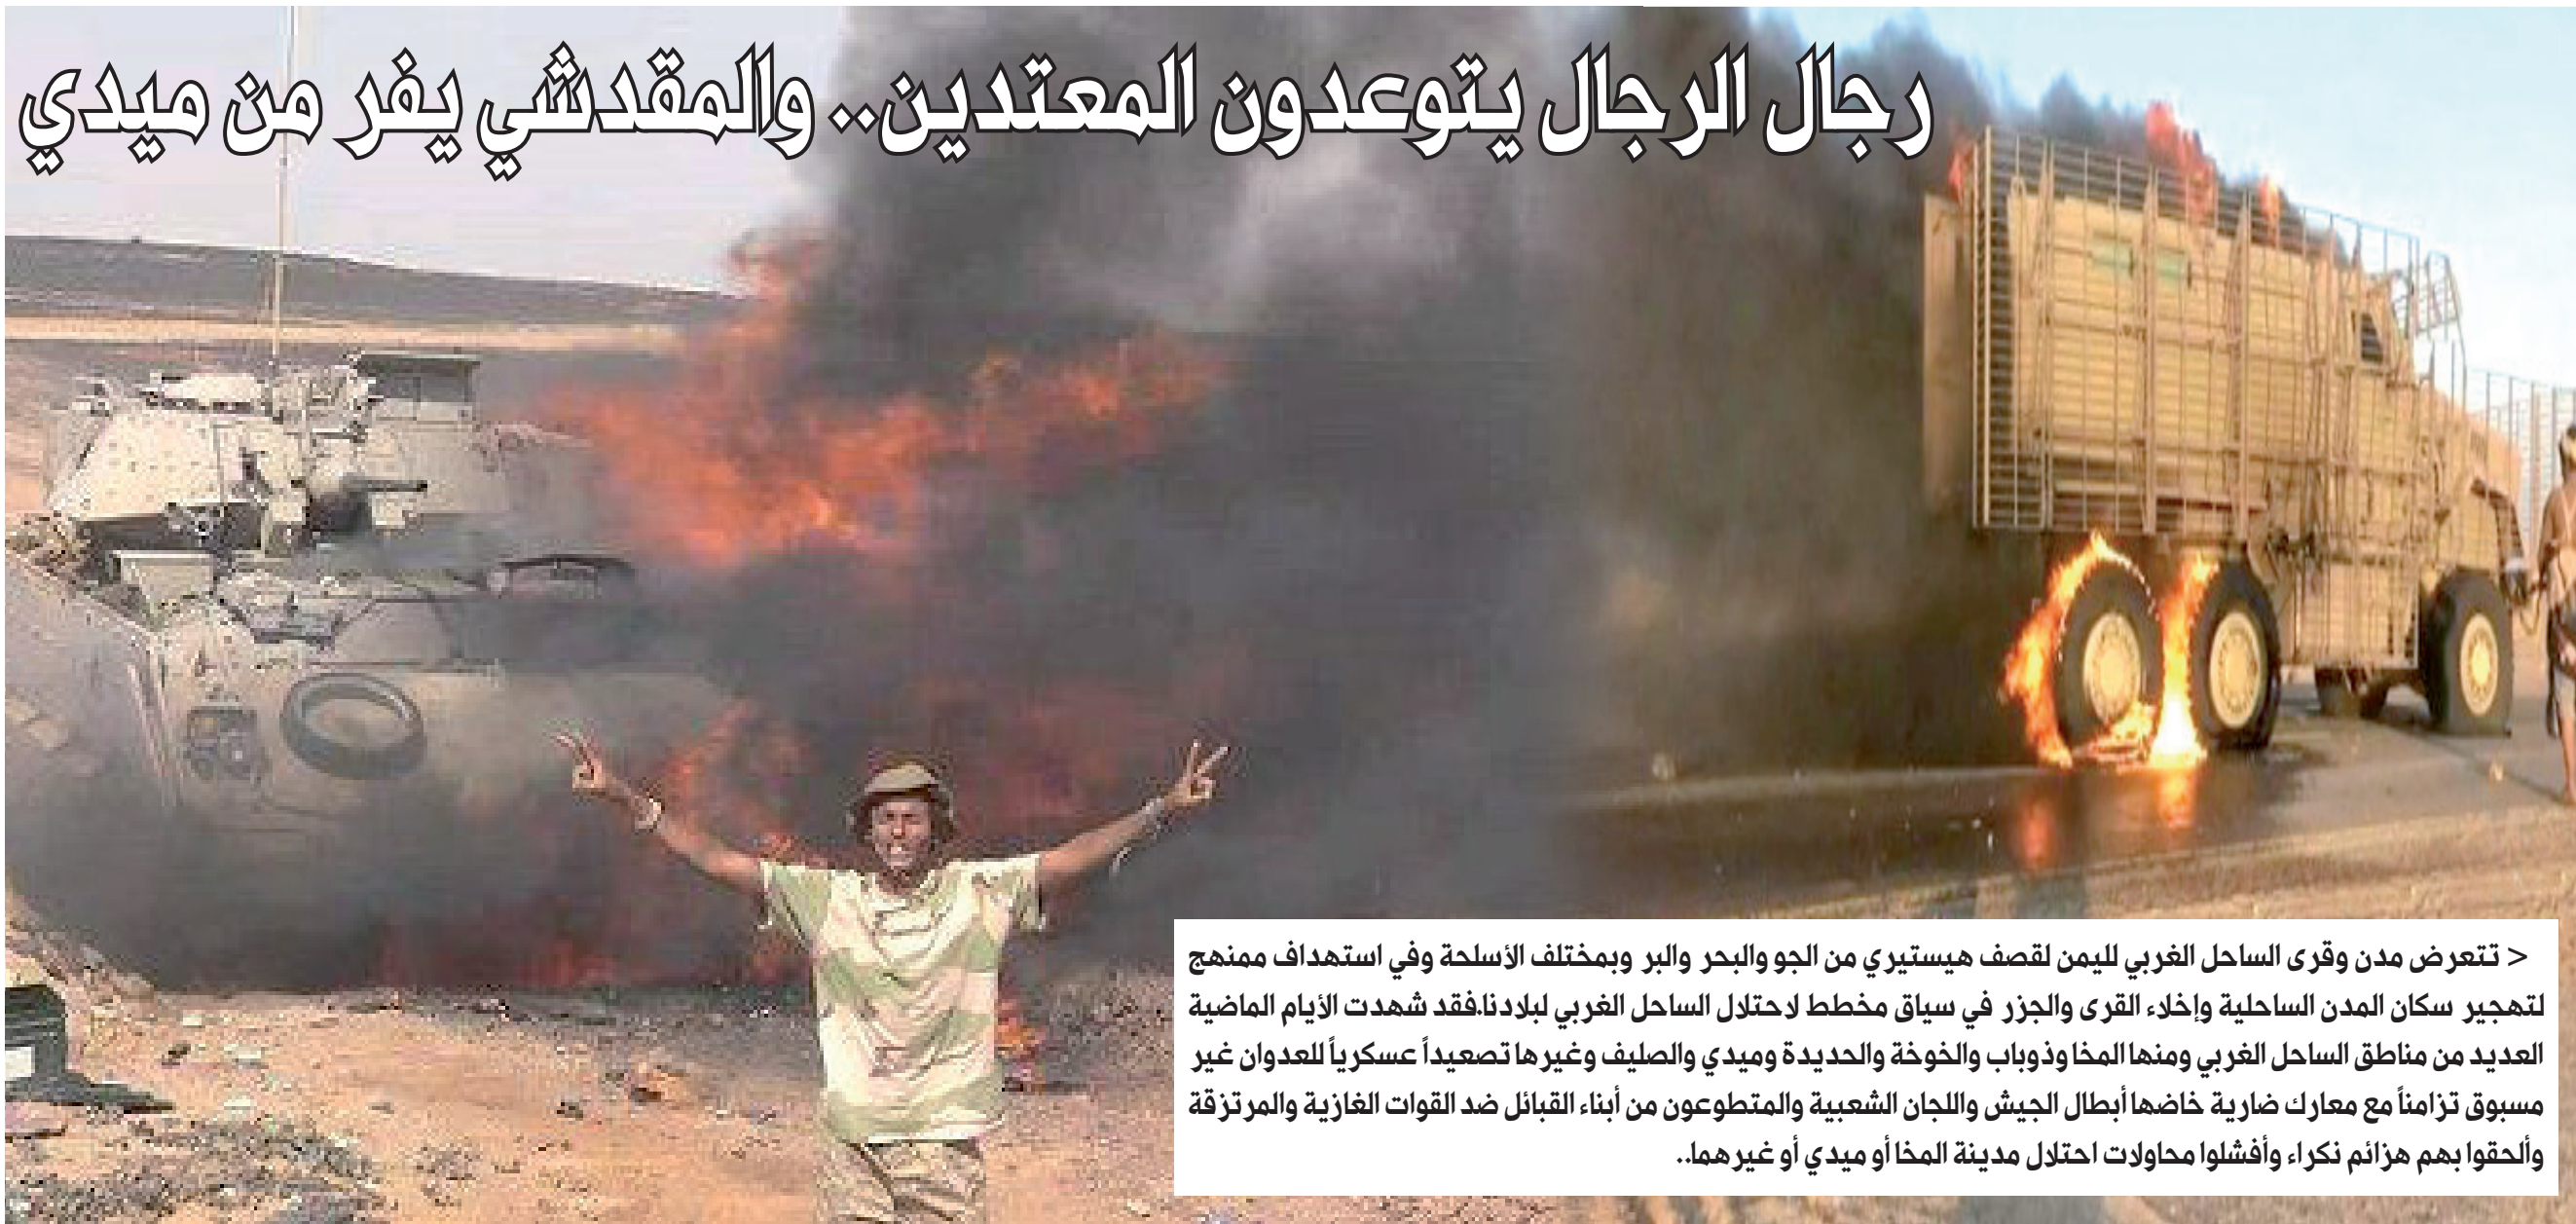 رجال الرجال يتوعدون المعتدين.. والمقدشي يفر من ميدي
< تتعرض مدن وقرى الساحل الغربي لليمن لقصف هيستيري من الجو والبحر والبر وبمختلف الأسلحة وفي استهداف ممنهج
لتهجير سكان المدن الساحلية وإخلاء القرى والجزر في سياق مخطط لاحتلال الساحل الغربي لبلادنا.فقد شهدت الأيام الماضية
العديد من مناطق الساحل الغربي ومنها المخا وذوباب والخوخة والحديدة وميدي والصليف وغيرها تصعيداً عسكرياً للعدوان غير
مسبوق تزامناً مع معارك ضارية خاضها أبطال الجيش واللجان الشعبية والمتطوعون من أبناء القبائل ضد القوات الغازية والمرتزقة
وألحقوا بهم هزائم نكراء وأفشلوا محاولات احتلال مدينة المخا أو ميدي أو غيرهما..